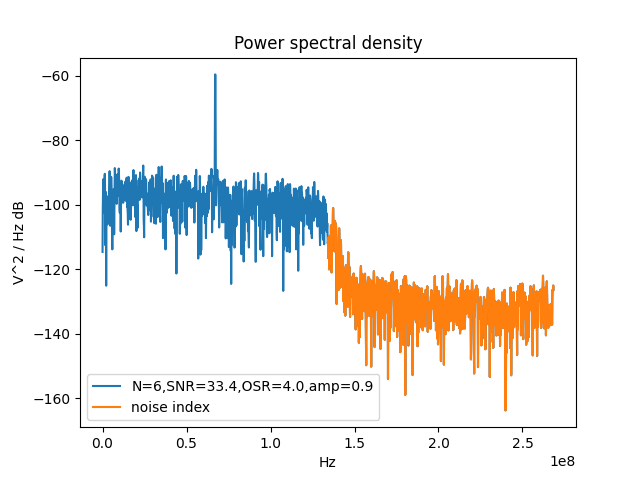 Power spectral density
−60
−80
−100
−120
−140
−160
V^2 / Hz dB
N=6,SNR=33.4,OSR=4.0,amp=0.9
noise index
0.0 0.5 1.0 1.5 2.0 2.5
1e8
Hz